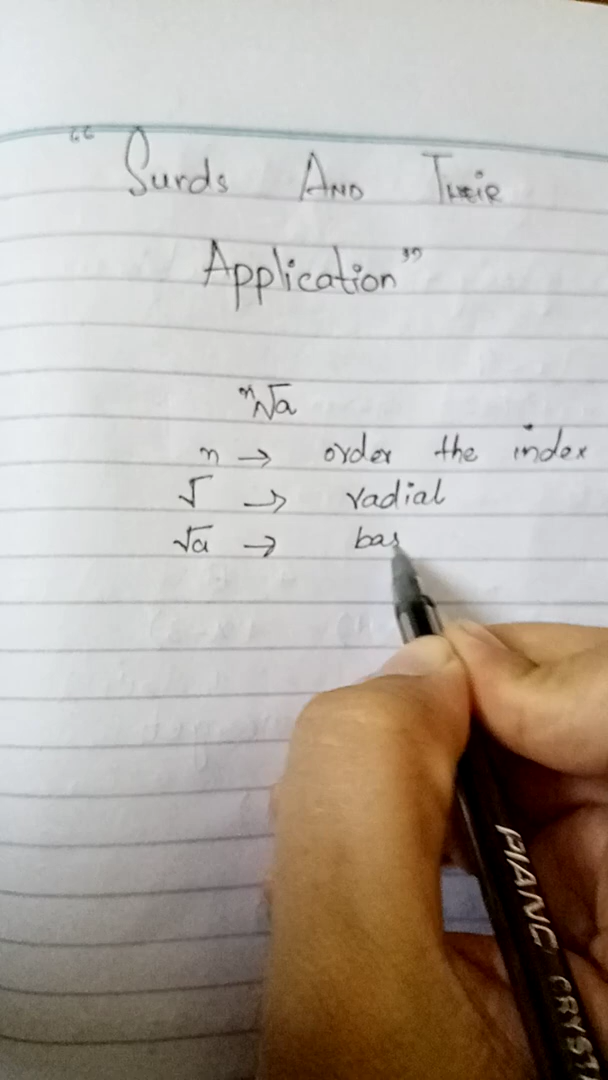 “ Surds And Their
Application”
ⁿ√a
n → order the index
√ → radial
√a → bas
PIANO CRYST